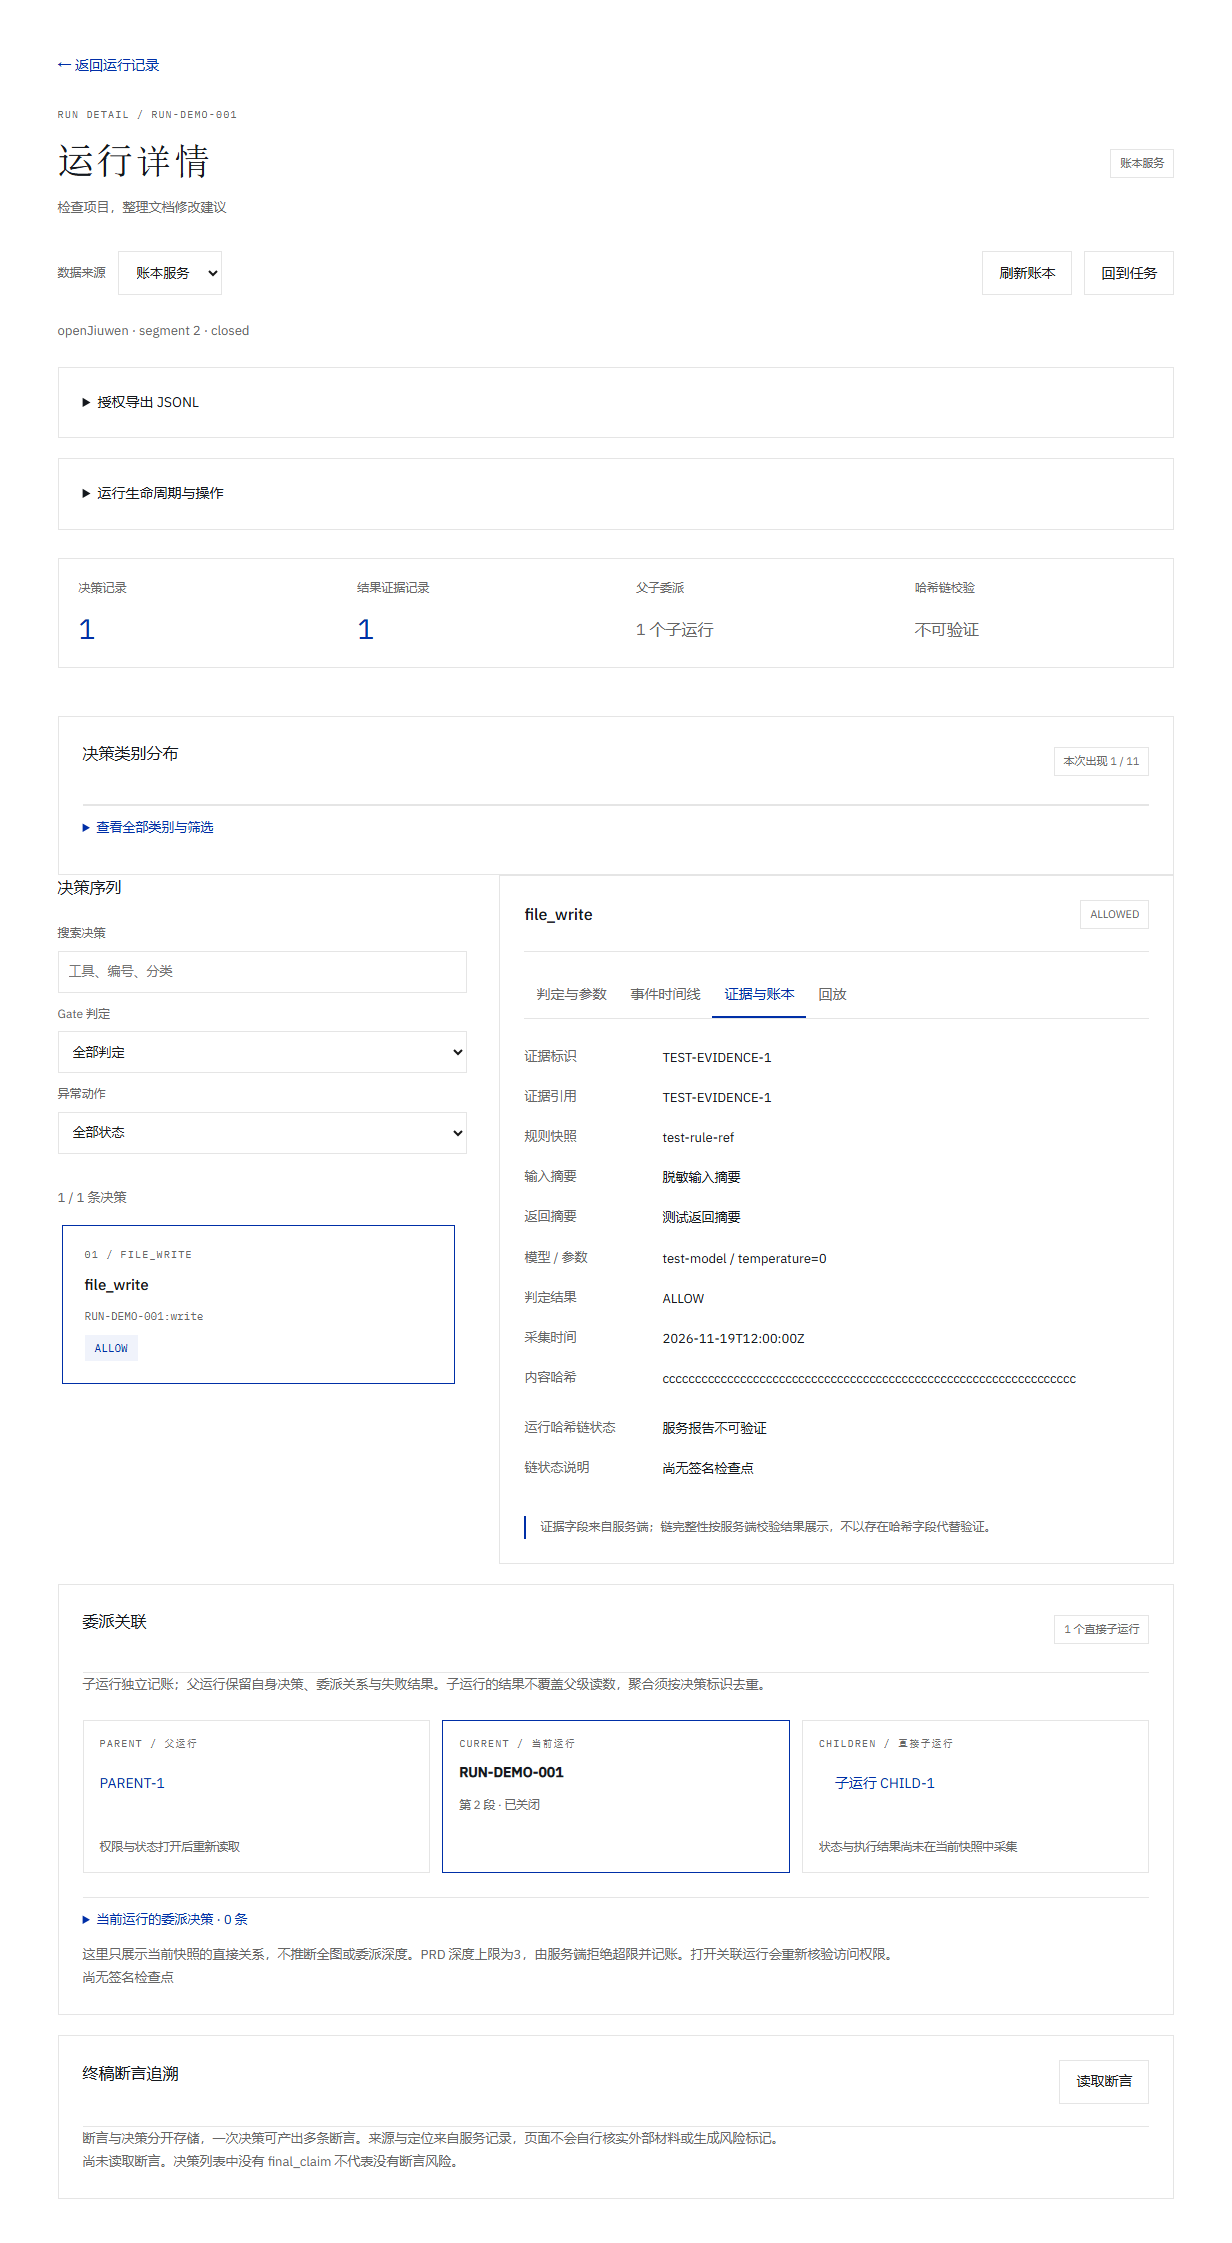 ← 返回运行记录
RUN DETAIL / RUN-DEMO-001
运行详情
账本服务
检查项目，整理文档修改建议
数据来源 账本服务
刷新账本 回到任务
openJiuwen · segment 2 · closed
▶ 授权导出 JSONL
▶ 运行生命周期与操作
决策记录 结果证据记录 父子委派 哈希链校验
1 1 1 个子运行 不可验证
决策类别分布
本次出现 1 / 11
▶ 查看全部类别与筛选
决策序列
搜索决策
工具、编号、分类
Gate 判定
全部判定
异常动作
全部状态
1 / 1 条决策
01 / FILE_WRITE
file_write
RUN-DEMO-001:write
ALLOW
file_write
ALLOWED
判定与参数 事件时间线 证据与账本 回放
证据标识 TEST-EVIDENCE-1
证据引用 TEST-EVIDENCE-1
规则快照 test-rule-ref
输入摘要 脱敏输入摘要
返回摘要 测试返回摘要
模型 / 参数 test-model / temperature=0
判定结果 ALLOW
采集时间 2026-11-19T12:00:00Z
内容哈希 cccccccccccccccccccccccccccccccccccccccccccccccccccccccccccccccc
运行哈希链状态 服务报告不可验证
链状态说明 尚无签名检查点
证据字段来自服务端；链完整性按服务端校验结果展示，不以存在哈希字段代替验证。
委派关联
1 个直接子运行
子运行独立记账；父运行保留自身决策、委派关系与失败结果。子运行的结果不覆盖父级读数，聚合须按决策标识去重。
PARENT / 父运行
PARENT-1
权限与状态打开后重新读取
CURRENT / 当前运行
RUN-DEMO-001
第 2 段 · 已关闭
CHILDREN / 直接子运行
子运行 CHILD-1
状态与执行结果尚未在当前快照中采集
▶ 当前运行的委派决策 · 0 条
这里只展示当前快照的直接关系，不推断全图或委派深度。PRD 深度上限为3，由服务端拒绝超限并记账。打开关联运行会重新核验访问权限。
尚无签名检查点
终稿断言追溯
读取断言
断言与决策分开存储，一次决策可产出多条断言。来源与定位来自服务记录，页面不会自行核实外部材料或生成风险标记。
尚未读取断言。决策列表中没有 final_claim 不代表没有断言风险。